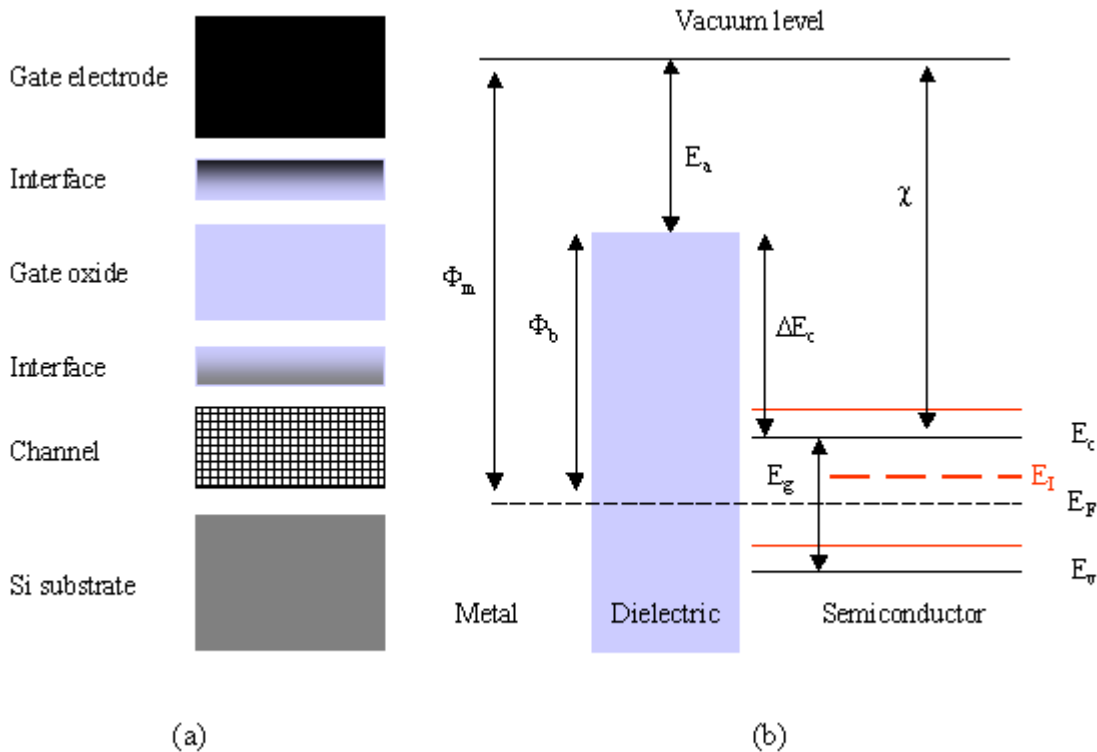 Gate electrode
Interface
Gate oxide
Interface
Channel
Si substrate
(a)
Vacuum level
Eₐ
χ
Φₘ
Φb
ΔEc
Ec
Eg
EI
EF
Ev
Metal
Dielectric
Semiconductor
(b)